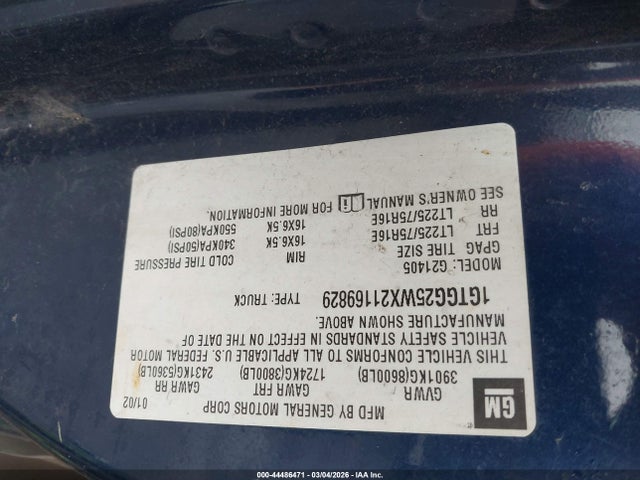 GM
MFD BY GENERAL MOTORS CORP 01/02
GVWR GAWR FRT GAWR RR
3901KG(8600LB) 1724KG(3800LB) 2431KG(5360LB)
THIS VEHICLE CONFORMS TO ALL APPLICABLE U.S. FEDERAL MOTOR
VEHICLE SAFETY STANDARDS IN EFFECT ON THE DATE OF
MANUFACTURE SHOWN ABOVE.
1GTGG25WX21169829 TYPE: TRUCK
MODEL: G21405
GPAG TIRE SIZE RIM COLD TIRE PRESSURE
FRT LT225/75R16E 16X6.5K 340KPA(50PSI)
RR LT225/75R16E 16X6.5K 550KPA(80PSI)
SEE OWNER'S MANUAL FOR MORE INFORMATION.
000-44486471 - 03/04/2026 - IAA Inc.